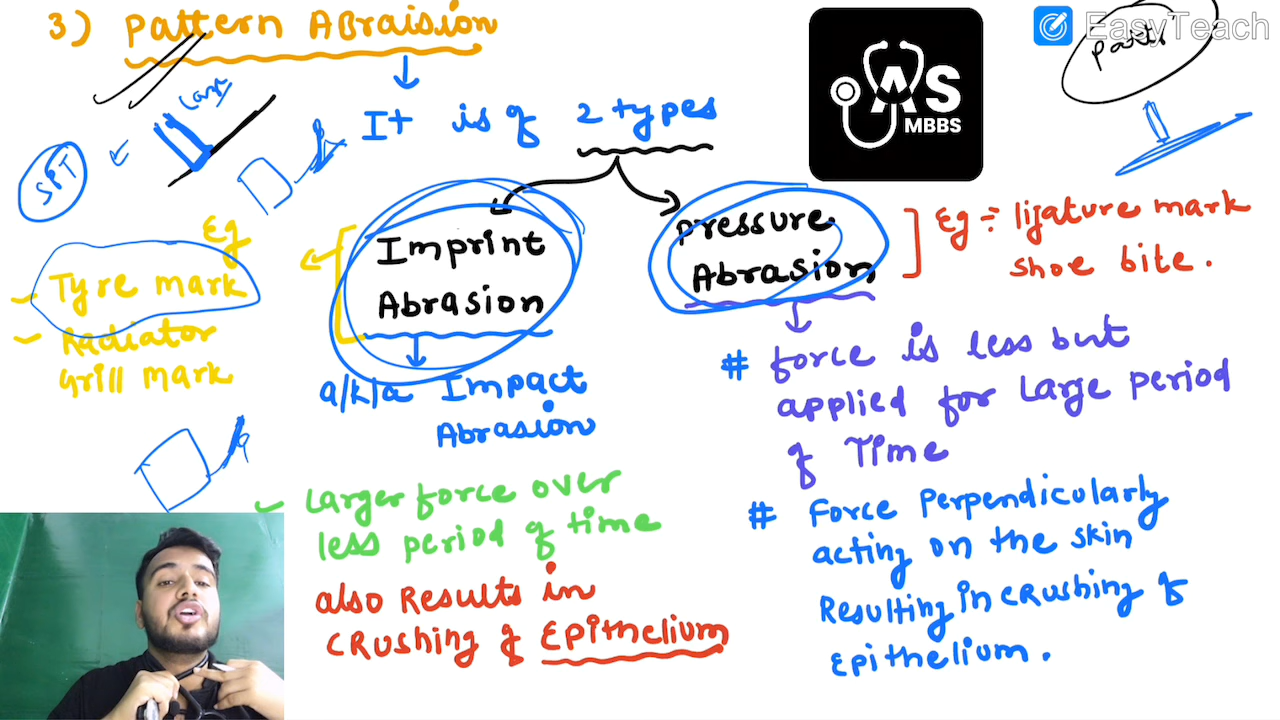 3) Pattern Abraision
EasyTeach
It is of 2 types
AS
MBBS
SPT
Imprint
Abrasion
pressure
Abrasion
Eg
Tyre mark
Radiator
Grill mark
Eg ÷ ligature mark
shoe bite.
a/k/a Impact
Abrasion
# force is less but
applied for large period
of Time
Larger force over
less period of time
also Results in
crushing of Epithelium
# Force perpendicularly
acting on the skin
Resulting in crushing of
Epithelium.